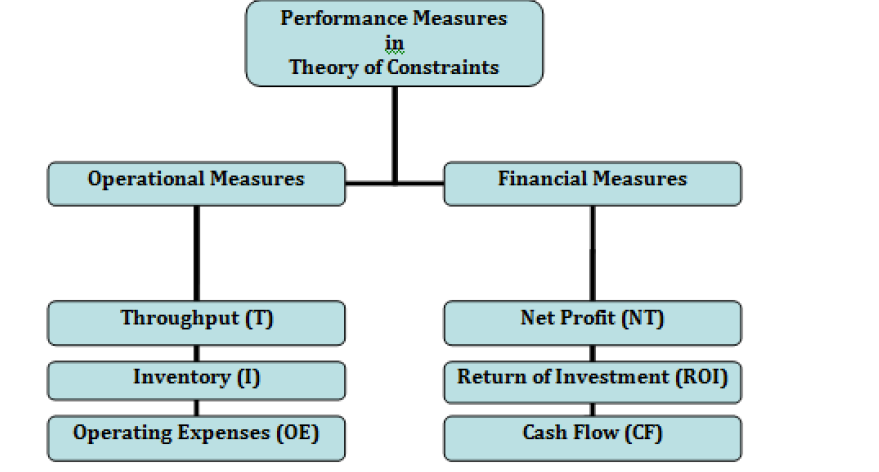 Performance Measures
in
Theory of Constraints
Operational Measures
Financial Measures
Throughput (T)
Net Profit (NT)
Inventory (I)
Return of Investment (ROI)
Operating Expenses (OE)
Cash Flow (CF)